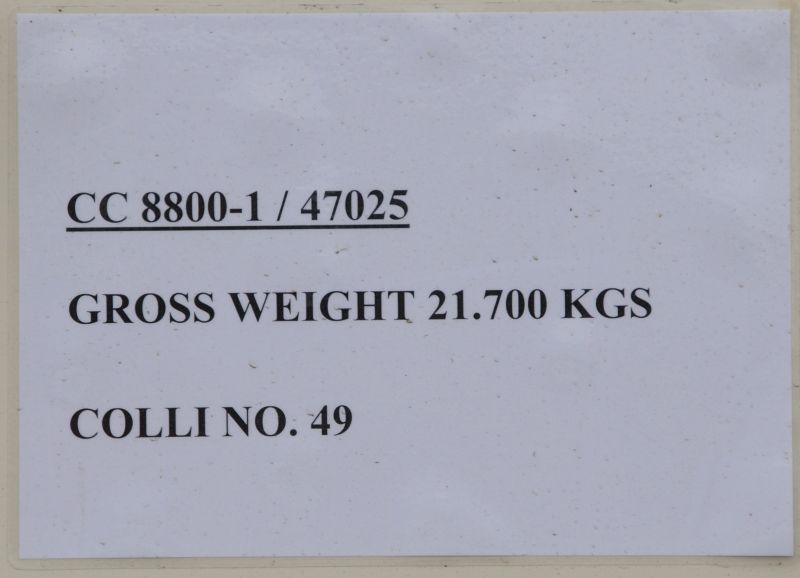 CC 8800-1 / 47025
GROSS WEIGHT 21.700 KGS
COLLI NO. 49